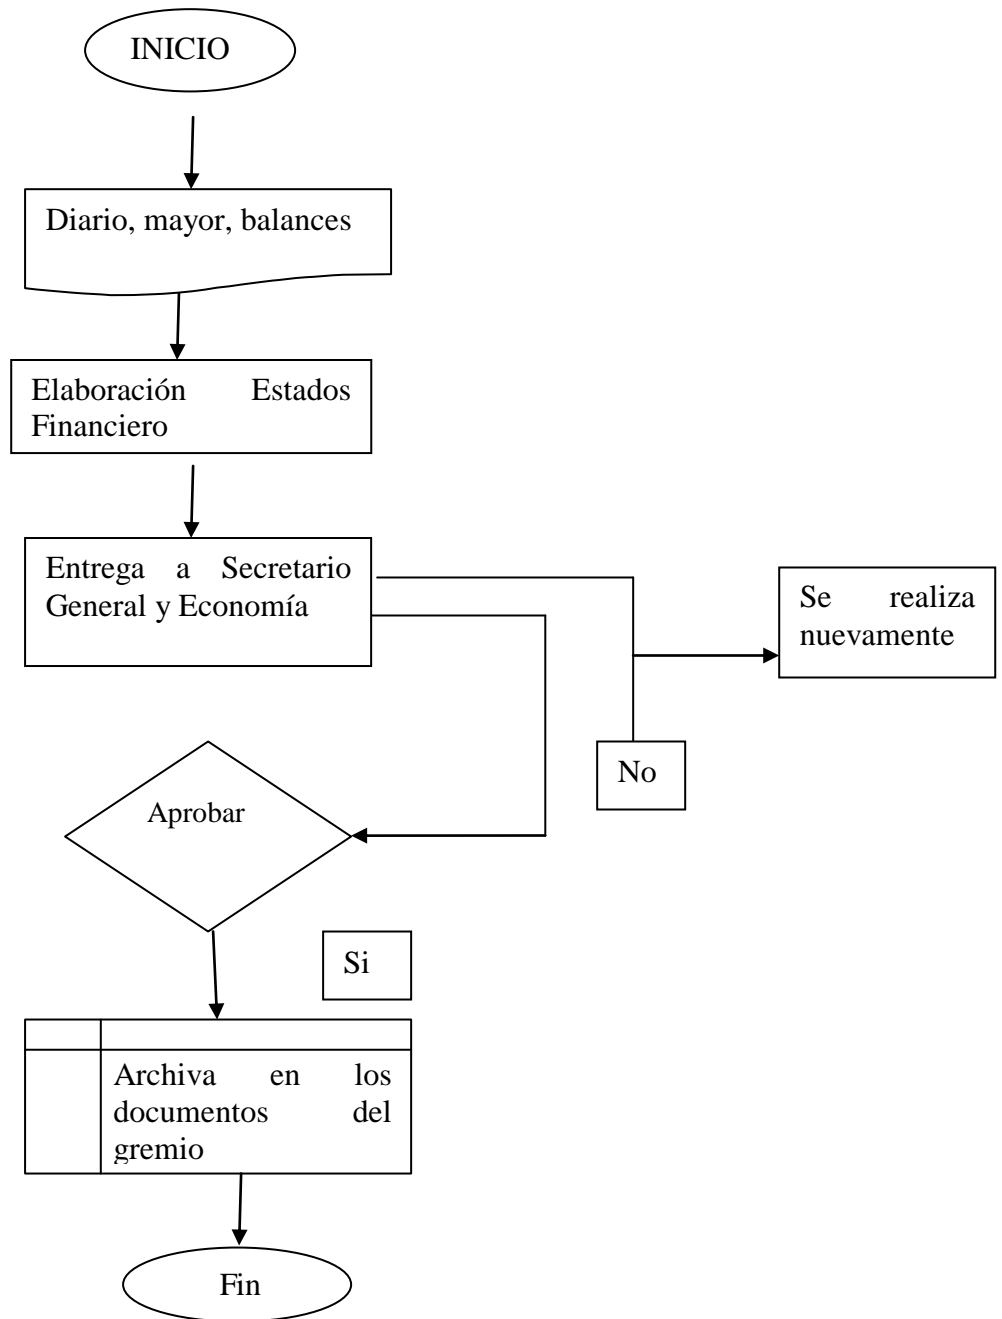 INICIO
Diario, mayor, balances
Elaboración Estados
Financiero
Entrega a Secretario
General y Economía
Se realiza
nuevamente
No
Aprobar
Si
Archiva en los
documentos del
gremio
Fin